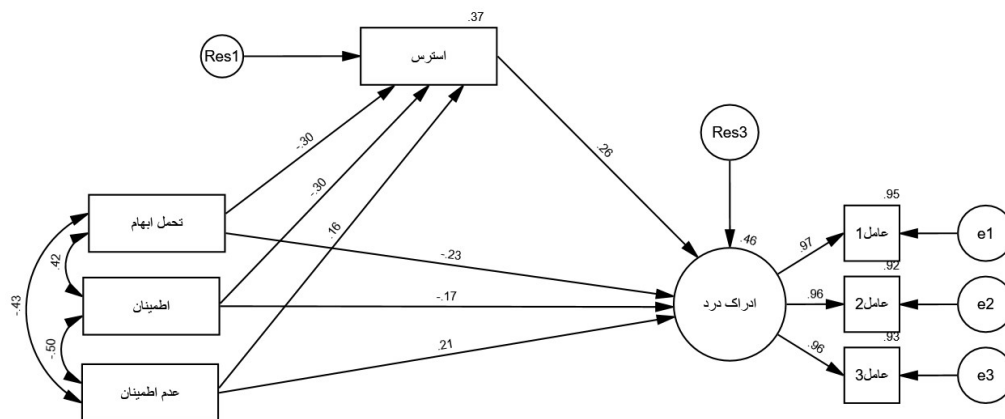 .37
استرس
Res1
-.30
-.30
.16
.26
Res3
تحمل ابهام
-.43
.42
اطمینان
-.50
عدم اطمینان
-.23
-.17
.21
.46
ادراک درد
.97
.96
.96
.95
عامل1
e1
.92
عامل2
e2
.93
عامل3
e3